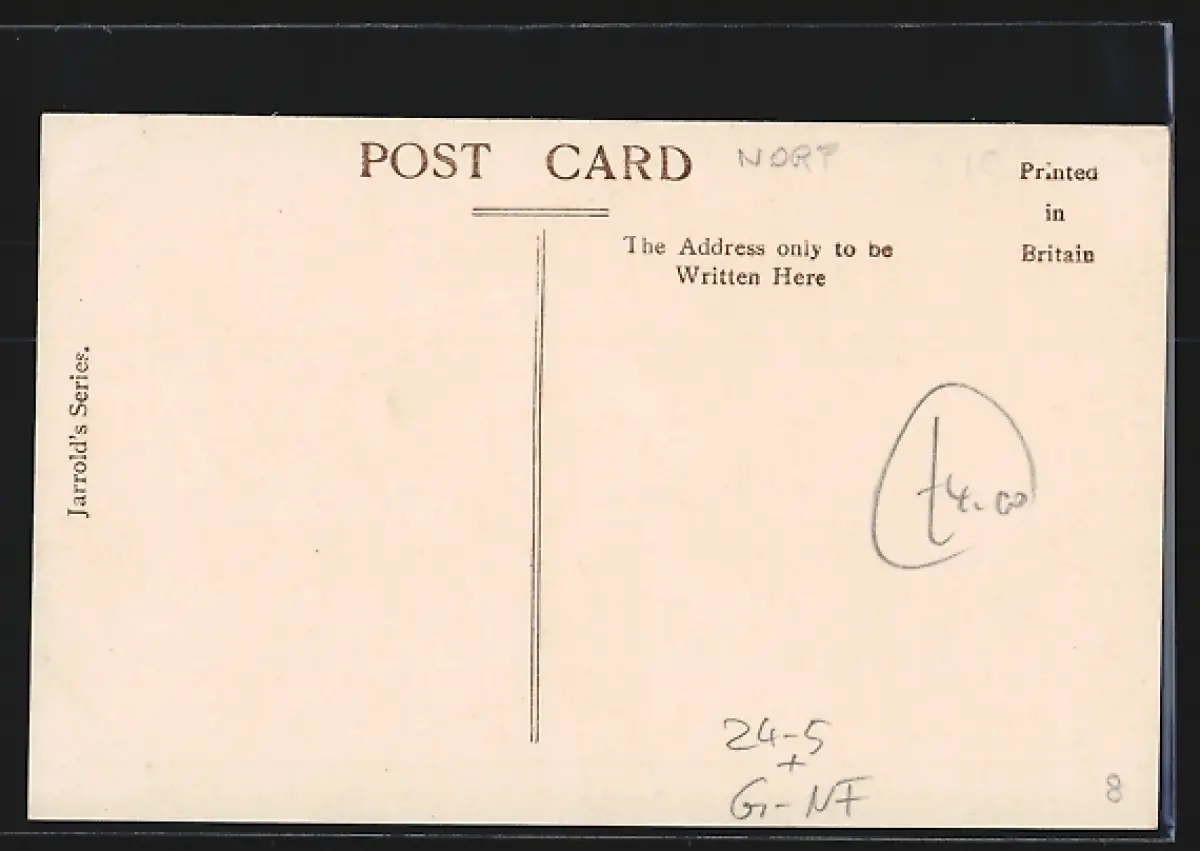 POST CARD
NORF
Printed
in
Britain
The Address only to be
Written Here
Jarrold's Series.
£4.00
24-5
+
G-NF
8